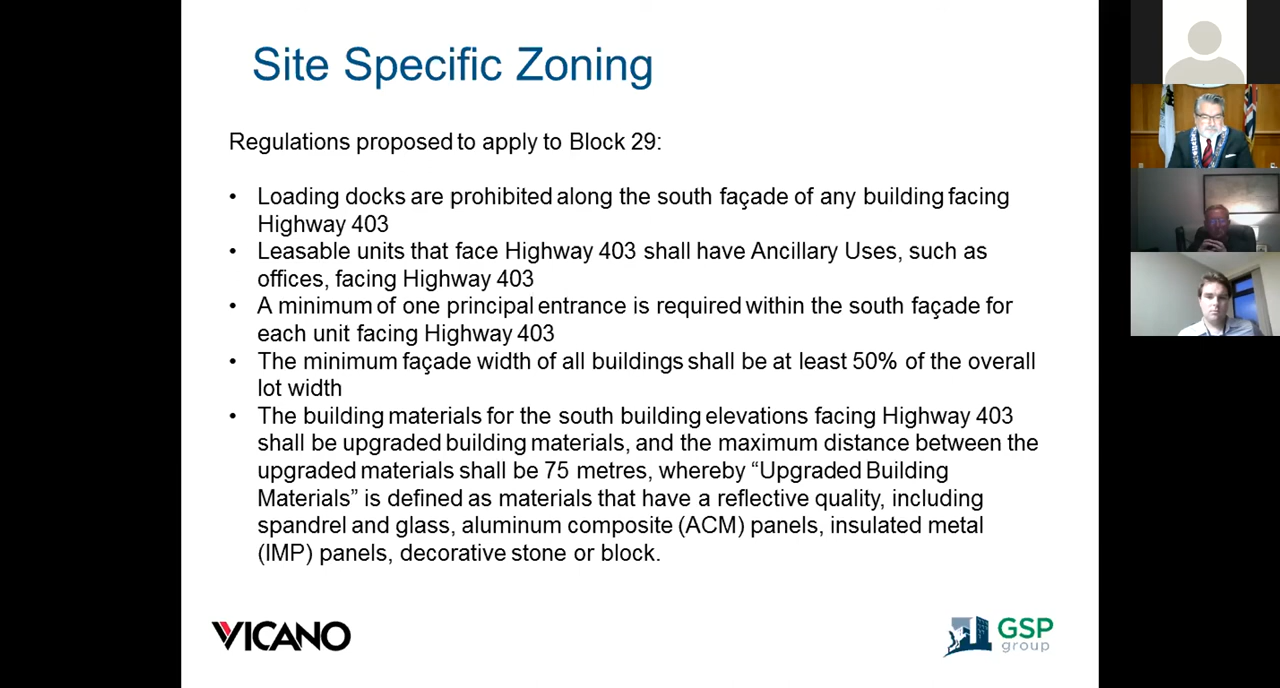 Site Specific Zoning
Regulations proposed to apply to Block 29:
• Loading docks are prohibited along the south façade of any building facing
Highway 403
• Leasable units that face Highway 403 shall have Ancillary Uses, such as
offices, facing Highway 403
• A minimum of one principal entrance is required within the south façade for
each unit facing Highway 403
• The minimum façade width of all buildings shall be at least 50% of the overall
lot width
• The building materials for the south building elevations facing Highway 403
shall be upgraded building materials, and the maximum distance between the
upgraded materials shall be 75 metres, whereby “Upgraded Building
Materials” is defined as materials that have a reflective quality, including
spandrel and glass, aluminum composite (ACM) panels, insulated metal
(IMP) panels, decorative stone or block.
VICANO
GSP
group